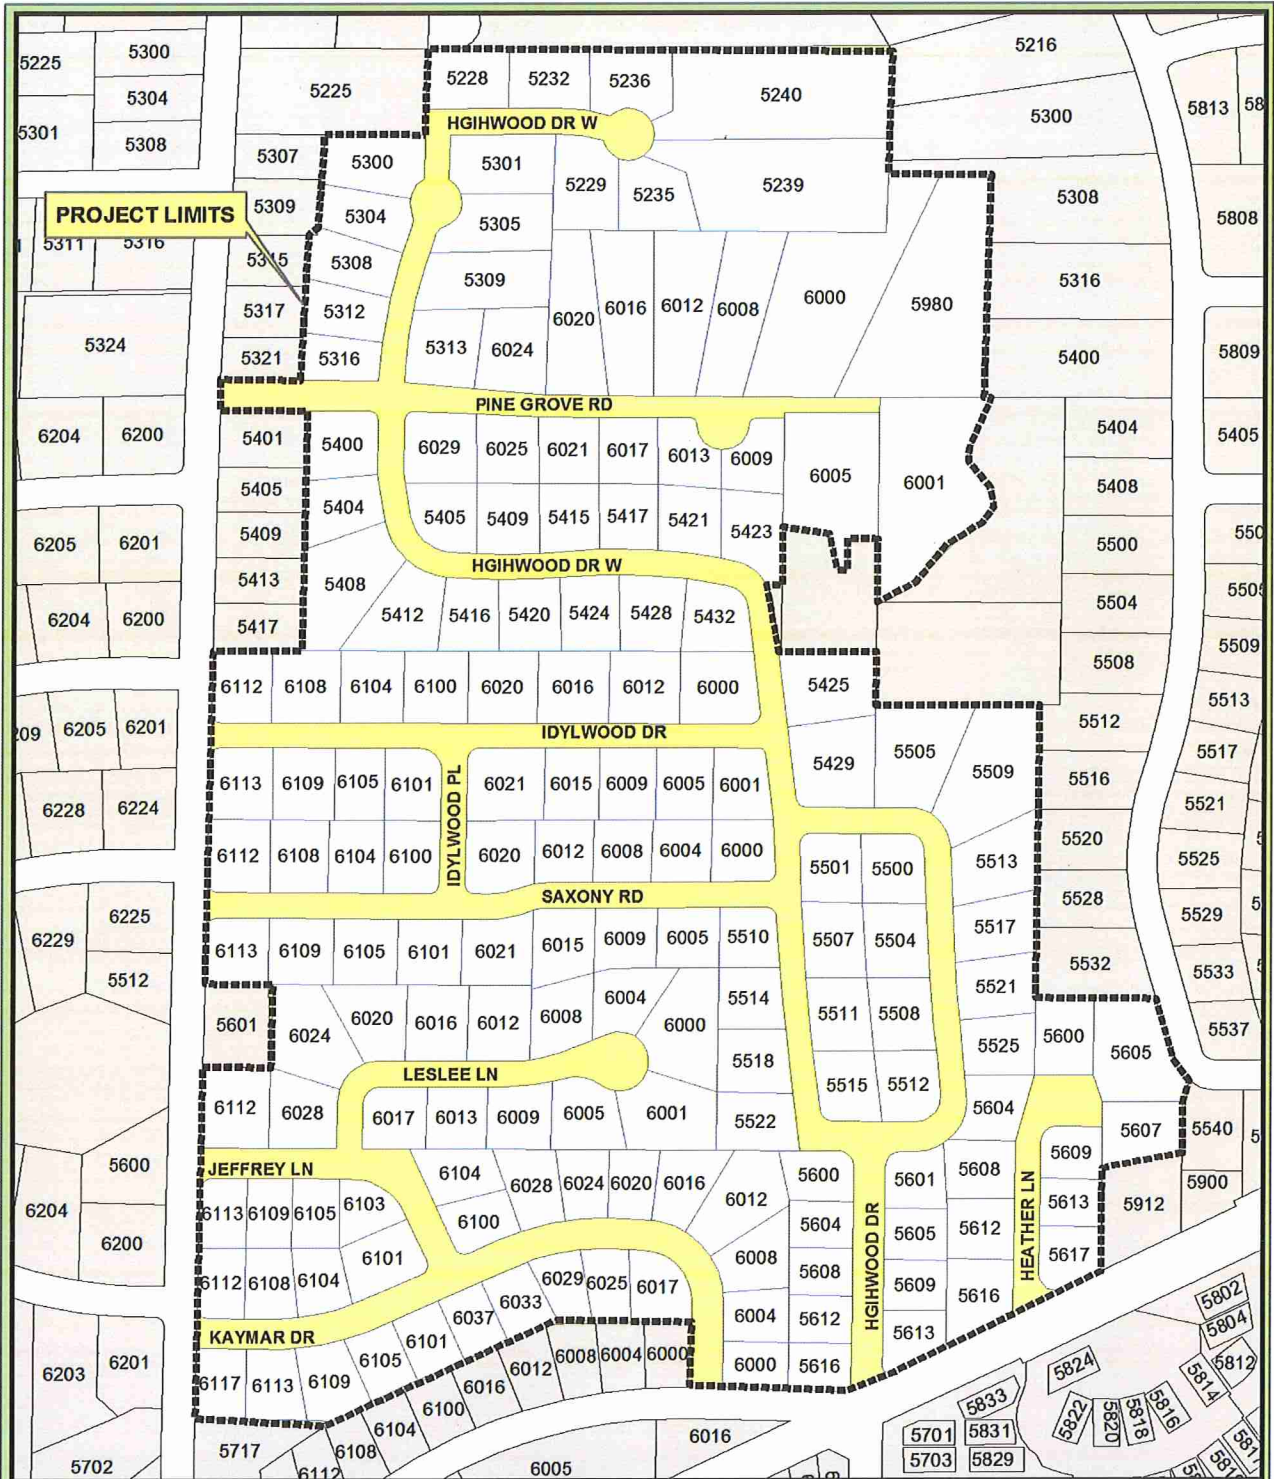 5225 5300 5225 5228 5232 5236 5240 5216
5304 5300 5813
5301 5308 HGIHWOOD DR W
5307 5300 5301 5229 5235 5239 5308 5808
PROJECT LIMITS 5309 5304 5305
5311 5316 5315 5308 5309 5316
5317 5312 6020 6016 6012 6008 6000 5980
5324 5321 5316 5313 6024 5400 5809
PINE GROVE RD
6204 6200 5401 5400 6029 6025 6021 6017 6013 6009 6005 6001 5404 5405
5405 5404 5405 5409 5415 5417 5421 5423 5408
6205 6201 5409 5500
HGIHWOOD DR W
5413 5408 5504
6204 6200 5417 5412 5416 5420 5424 5428 5432 5508 5509
6112 6108 6104 6100 6020 6016 6012 6000 5425 5513
6205 6201 IDYLWOOD DR 5512
5429 5505 5509 5517
6228 6224 6113 6109 6105 6101 IDYLWOOD PL 6021 6015 6009 6005 6001 5516 5521
5520
6112 6108 6104 6100 6020 6012 6008 6004 6000 5501 5500 5513 5525
SAXONY RD 5528
6229 6225 5517 5529
6113 6109 6105 6101 6021 6015 6009 6005 5510 5507 5504 5532
5512 5521 5533
5601 6024 6020 6016 6012 6008 6004 6000 5514 5511 5508 5537
5525 5600 5605
LESLEE LN 5518
6112 6028 6017 6013 6009 6005 6001 5522 5515 5512 5604 5607 5540
JEFFREY LN
5600 6104 6028 6024 6020 6016 6012 5600 5601 5608 5609 5900
6204 6113 6109 6105 6103 6100 5604 5605 5612 HEATHER LN 5613 5912
6200 6101 6008 HGIHWOOD DR 5617
6112 6108 6104 6029 6025 6017 5608 5609 5616
KAYMAR DR 6037 6033 6004 5612 5613 5802
6203 6201 6105 6101 6012 6008 6004 6000 6000 5616 5804
6117 6113 6109 6016 5824 5814 5812
6100 5833 5822 5820 5818 5816
5702 5717 6108 6104 6016 5701 5831
6112 6005 5703 5829